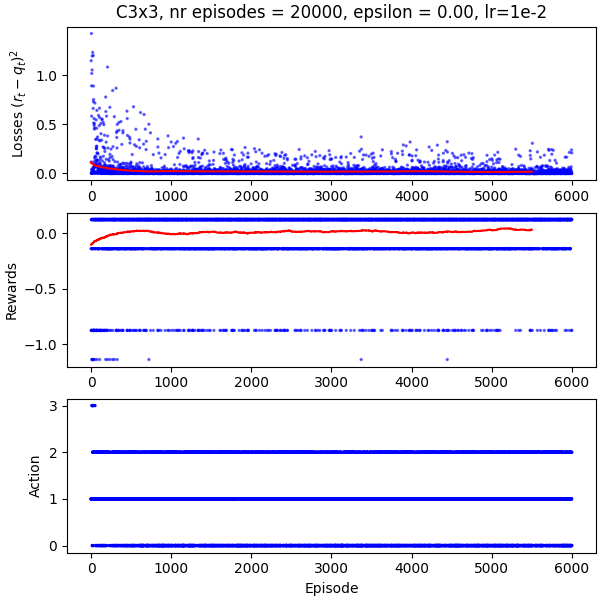 C3x3, nr episodes = 20000, epsilon = 0.00, lr=1e-2
Losses $(r_t - q_t)^2$
1.0
0.5
0.0
0 1000 2000 3000 4000 5000 6000
Rewards
0.0
−0.5
−1.0
0 1000 2000 3000 4000 5000 6000
Action
3
2
1
0
0 1000 2000 3000 4000 5000 6000
Episode